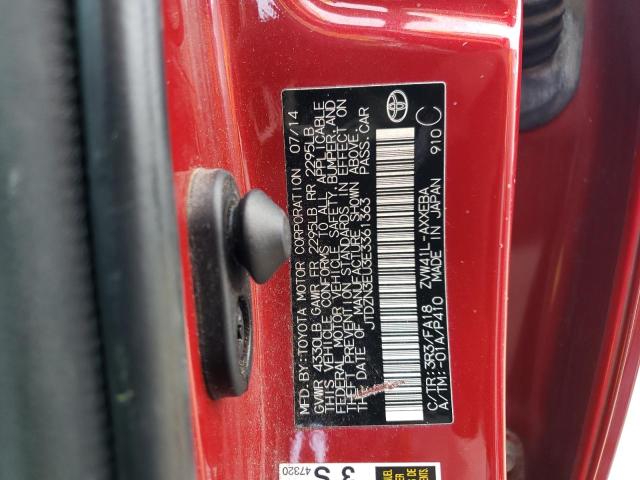 MFD. BY: TOYOTA MOTOR CORPORATION 07/14
GVWR 4330LB GAWR FR 2295LB RR 2295LB
THIS VEHICLE CONFORMS TO ALL APPLICABLE
FEDERAL MOTOR VEHICLE SAFETY, BUMPER, AND
THEFT PREVENTION STANDARDS IN EFFECT ON
THE DATE OF MANUFACTURE SHOWN ABOVE.
JTDZN3EU3E3361363 PASS. CAR
C/TR: 3R3/FA18 ZVW41L-AXXEBA
A/TM: -01A/P410 MADE IN JAPAN 910 C
47320
3 S